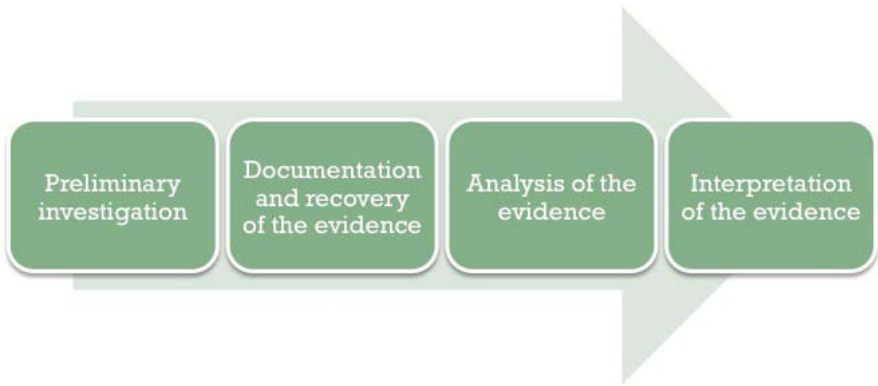 Preliminary
investigation
Documentation
and recovery
of the evidence
Analysis of the
evidence
Interpretation
of the evidence